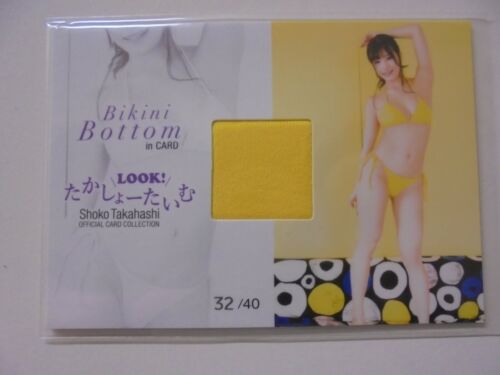 Bikini
Bottom
in CARD
LOOK!
たかしょーたいむ
Shoko Takahashi
OFFICIAL CARD COLLECTION
32/40